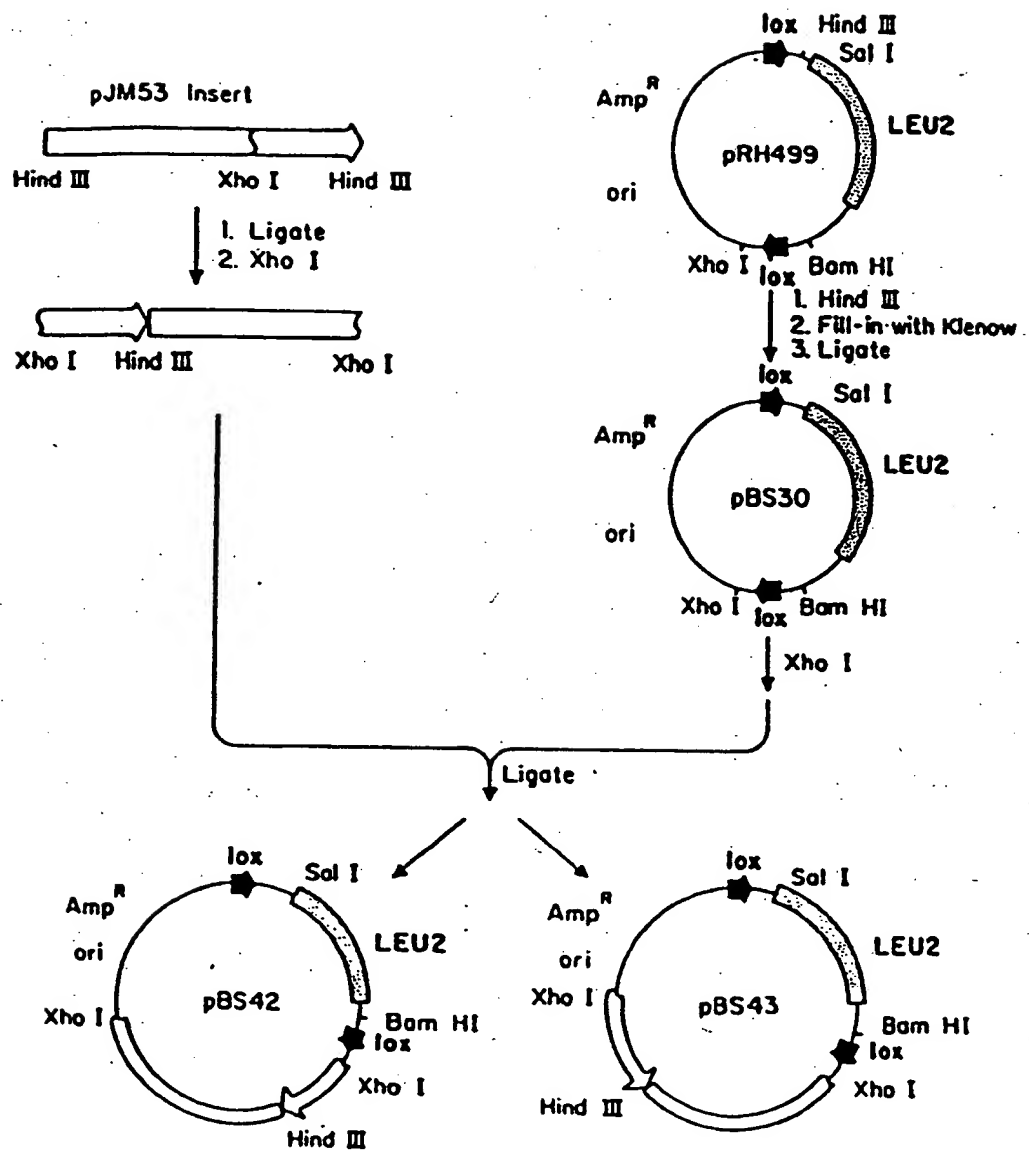 pJM53 Insert
Hind III Xho I Hind III
1. Ligate
2. Xho I
Xho I Hind III Xho I
lox Hind III
Sal I
Amp^R
LEU2
pRH499
ori
Xho I lox Bam HI
1. Hind III
2. Fill-in with Klenow
3. Ligate
lox
Sal I
Amp^R
LEU2
pBS30
ori
Xho I lox Bam HI
Xho I
Ligate
lox
Sal I
Amp^R
LEU2
ori
pBS42
Xho I
Bam HI
lox
Xho I
Hind III
lox
Sal I
Amp^R
LEU2
ori
Xho I
pBS43
Bam HI
lox
Xho I
Hind III